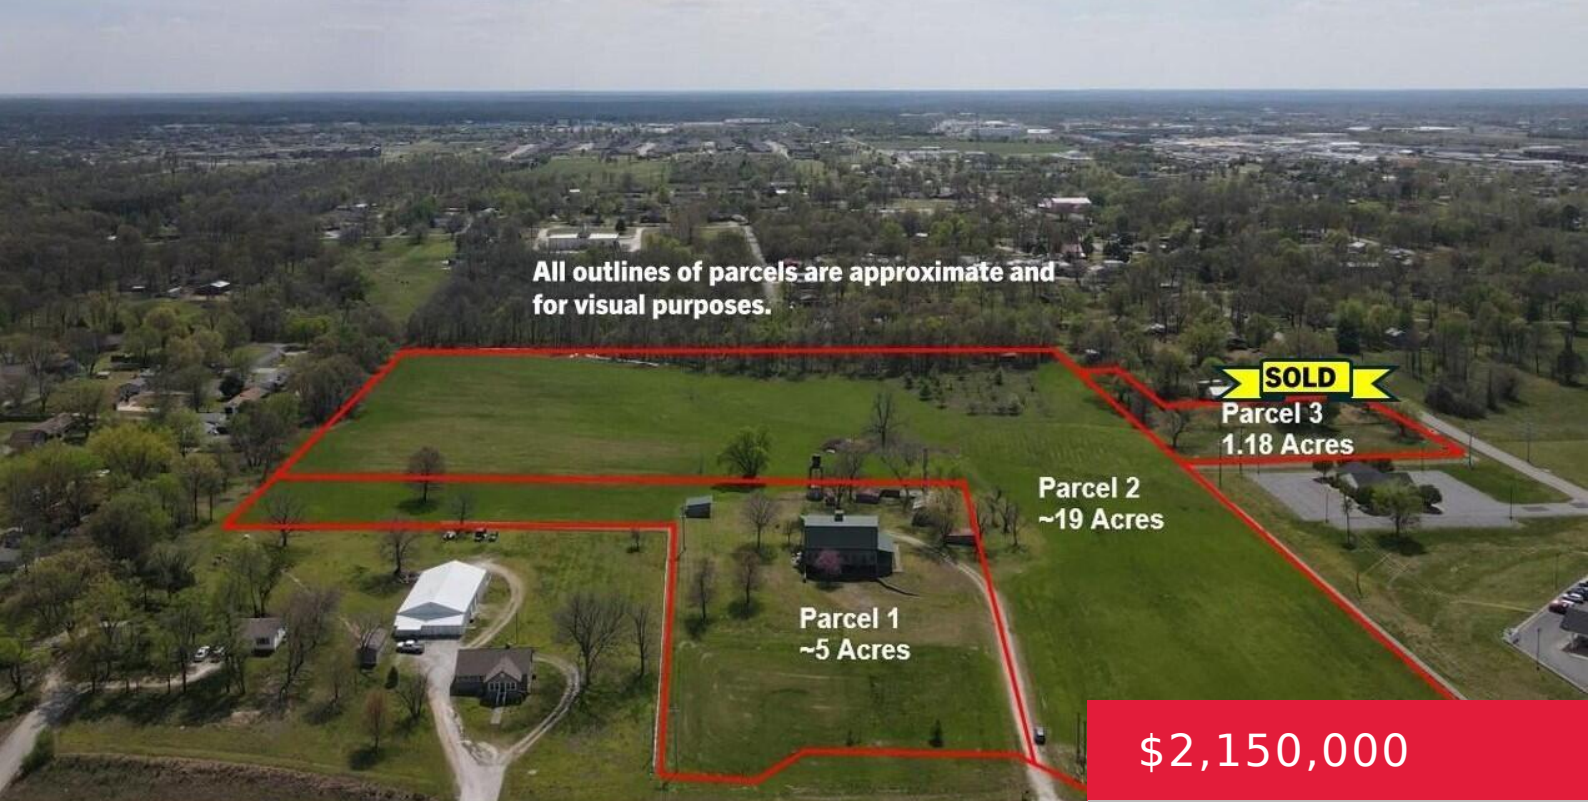 All outlines of parcels are approximate and
for visual purposes.
SOLD
Parcel 3
1.18 Acres
Parcel 2
~19 Acres
Parcel 1
~5 Acres
$2,150,000